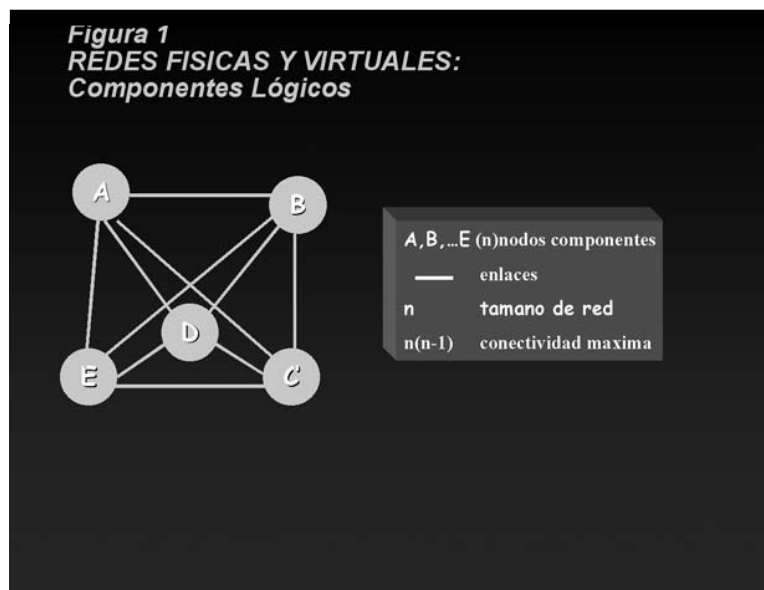 Figura 1
REDES FISICAS Y VIRTUALES:
Componentes Lógicos
A
B
D
E
C
A,B,...E (n)nodos componentes
enlaces
n tamano de red
n(n-1) conectividad maxima